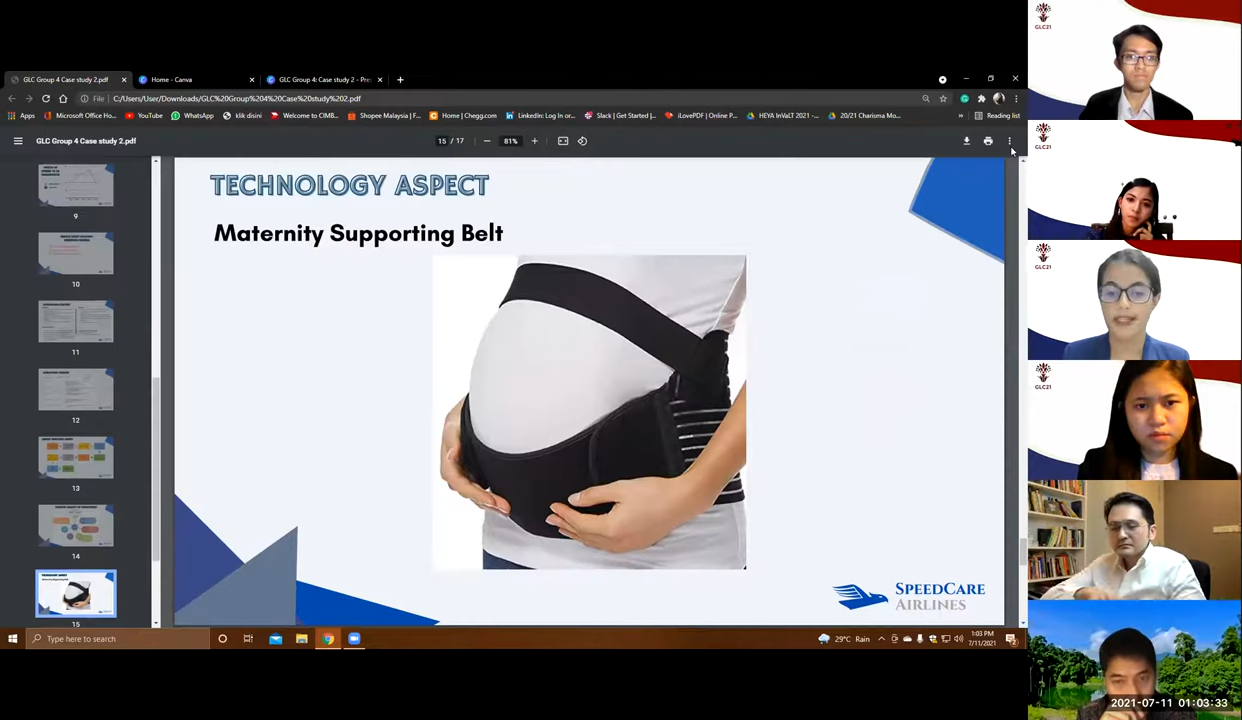 GLC Group 4 Case study 2.pdf
Home - Canva
GLC Group 4: Case study 2 - Pre
File
C:/Users/User/Downloads/GLC%20Group%204%20Case%20study%202.pdf
Apps
Microsoft Office Ho...
YouTube
WhatsApp
klik disini
Welcome to CIMB...
Shopee Malaysia | F...
Home | Chegg.com
LinkedIn: Log In or...
Slack | Get Started |...
iLovePDF | Online P...
HEYA InVaLT 2021 -...
20/21 Charisma Mo...
Reading list
GLC Group 4 Case study 2.pdf
15 / 17
81%
9
10
11
12
13
14
15
TECHNOLOGY ASPECT
Maternity Supporting Belt
SPEEDCARE
AIRLINES
Type here to search
29°C Rain
1:03 PM
7/11/2021
GLC21
GLC21
GLC21
GLC21
2021-07-11 01:03:33